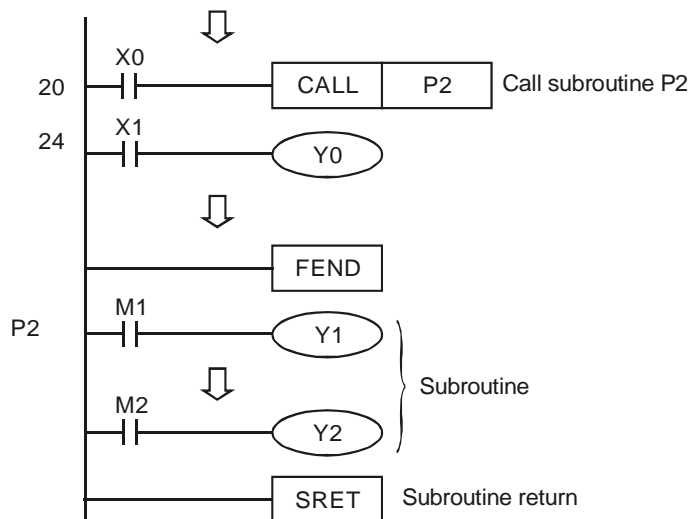 X0
20 CALL P2 Call subroutine P2
X1
24 Y0
FEND
M1
P2 Y1
Subroutine
M2
Y2
SRET Subroutine return